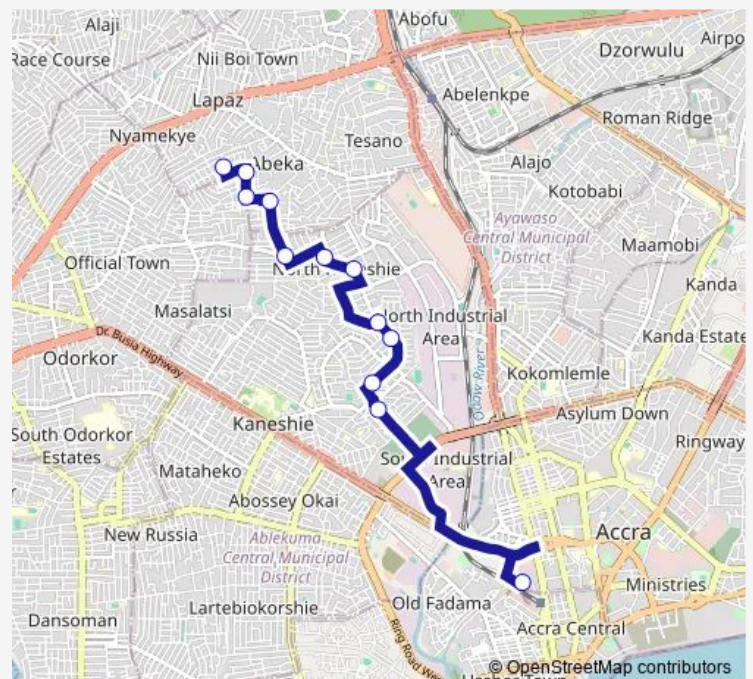 Abofu
Alaji
Airpo
Dzorwulu
Race Course
Nii Boi Town
Abelenkpe
Lapaz
Roman Ridge
Nyamekye
Tesano
Abeka
Alajo
Kotobabi
Ayawaso
Central Municipal
District
Maamobi
Official Town
North
eshie
Kanda
Masalatsi
North Industrial
Area
Kanda Estate
Dr. Busia Highway
Odorkor
Odaw River
Kokomlemle
Asylum Down
Kaneshie
South Odorkor
Estates
Ringway
Mataheko
Industrial
Area
Abossey Okai
New Russia
Accra
Ablekuma
Central Municipal
District
Ministries
Old Fadama
Lartebiokorshie
Dansoman
Accra Central
Ring Road We
© OpenStreetMap contributors